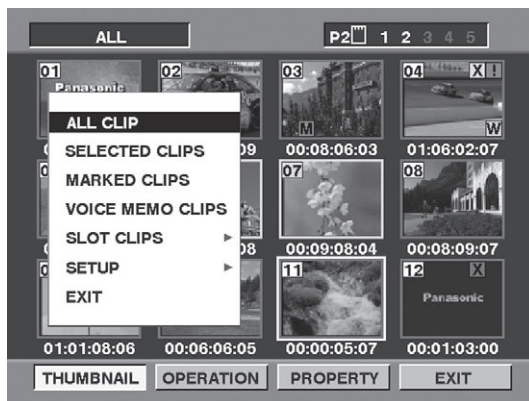 ALL P2 1 2 3 4 5
01 02 03 04 X !
Panasonic
M W
09 00:08:06:03 01:06:02:07
07 08
08 00:09:08:04 00:08:09:07
11 12 X
Panasonic
01:01:08:06 00:06:06:05 00:00:05:07 00:01:03:00
ALL CLIP
SELECTED CLIPS
MARKED CLIPS
VOICE MEMO CLIPS
SLOT CLIPS
SETUP
EXIT
THUMBNAIL OPERATION PROPERTY EXIT